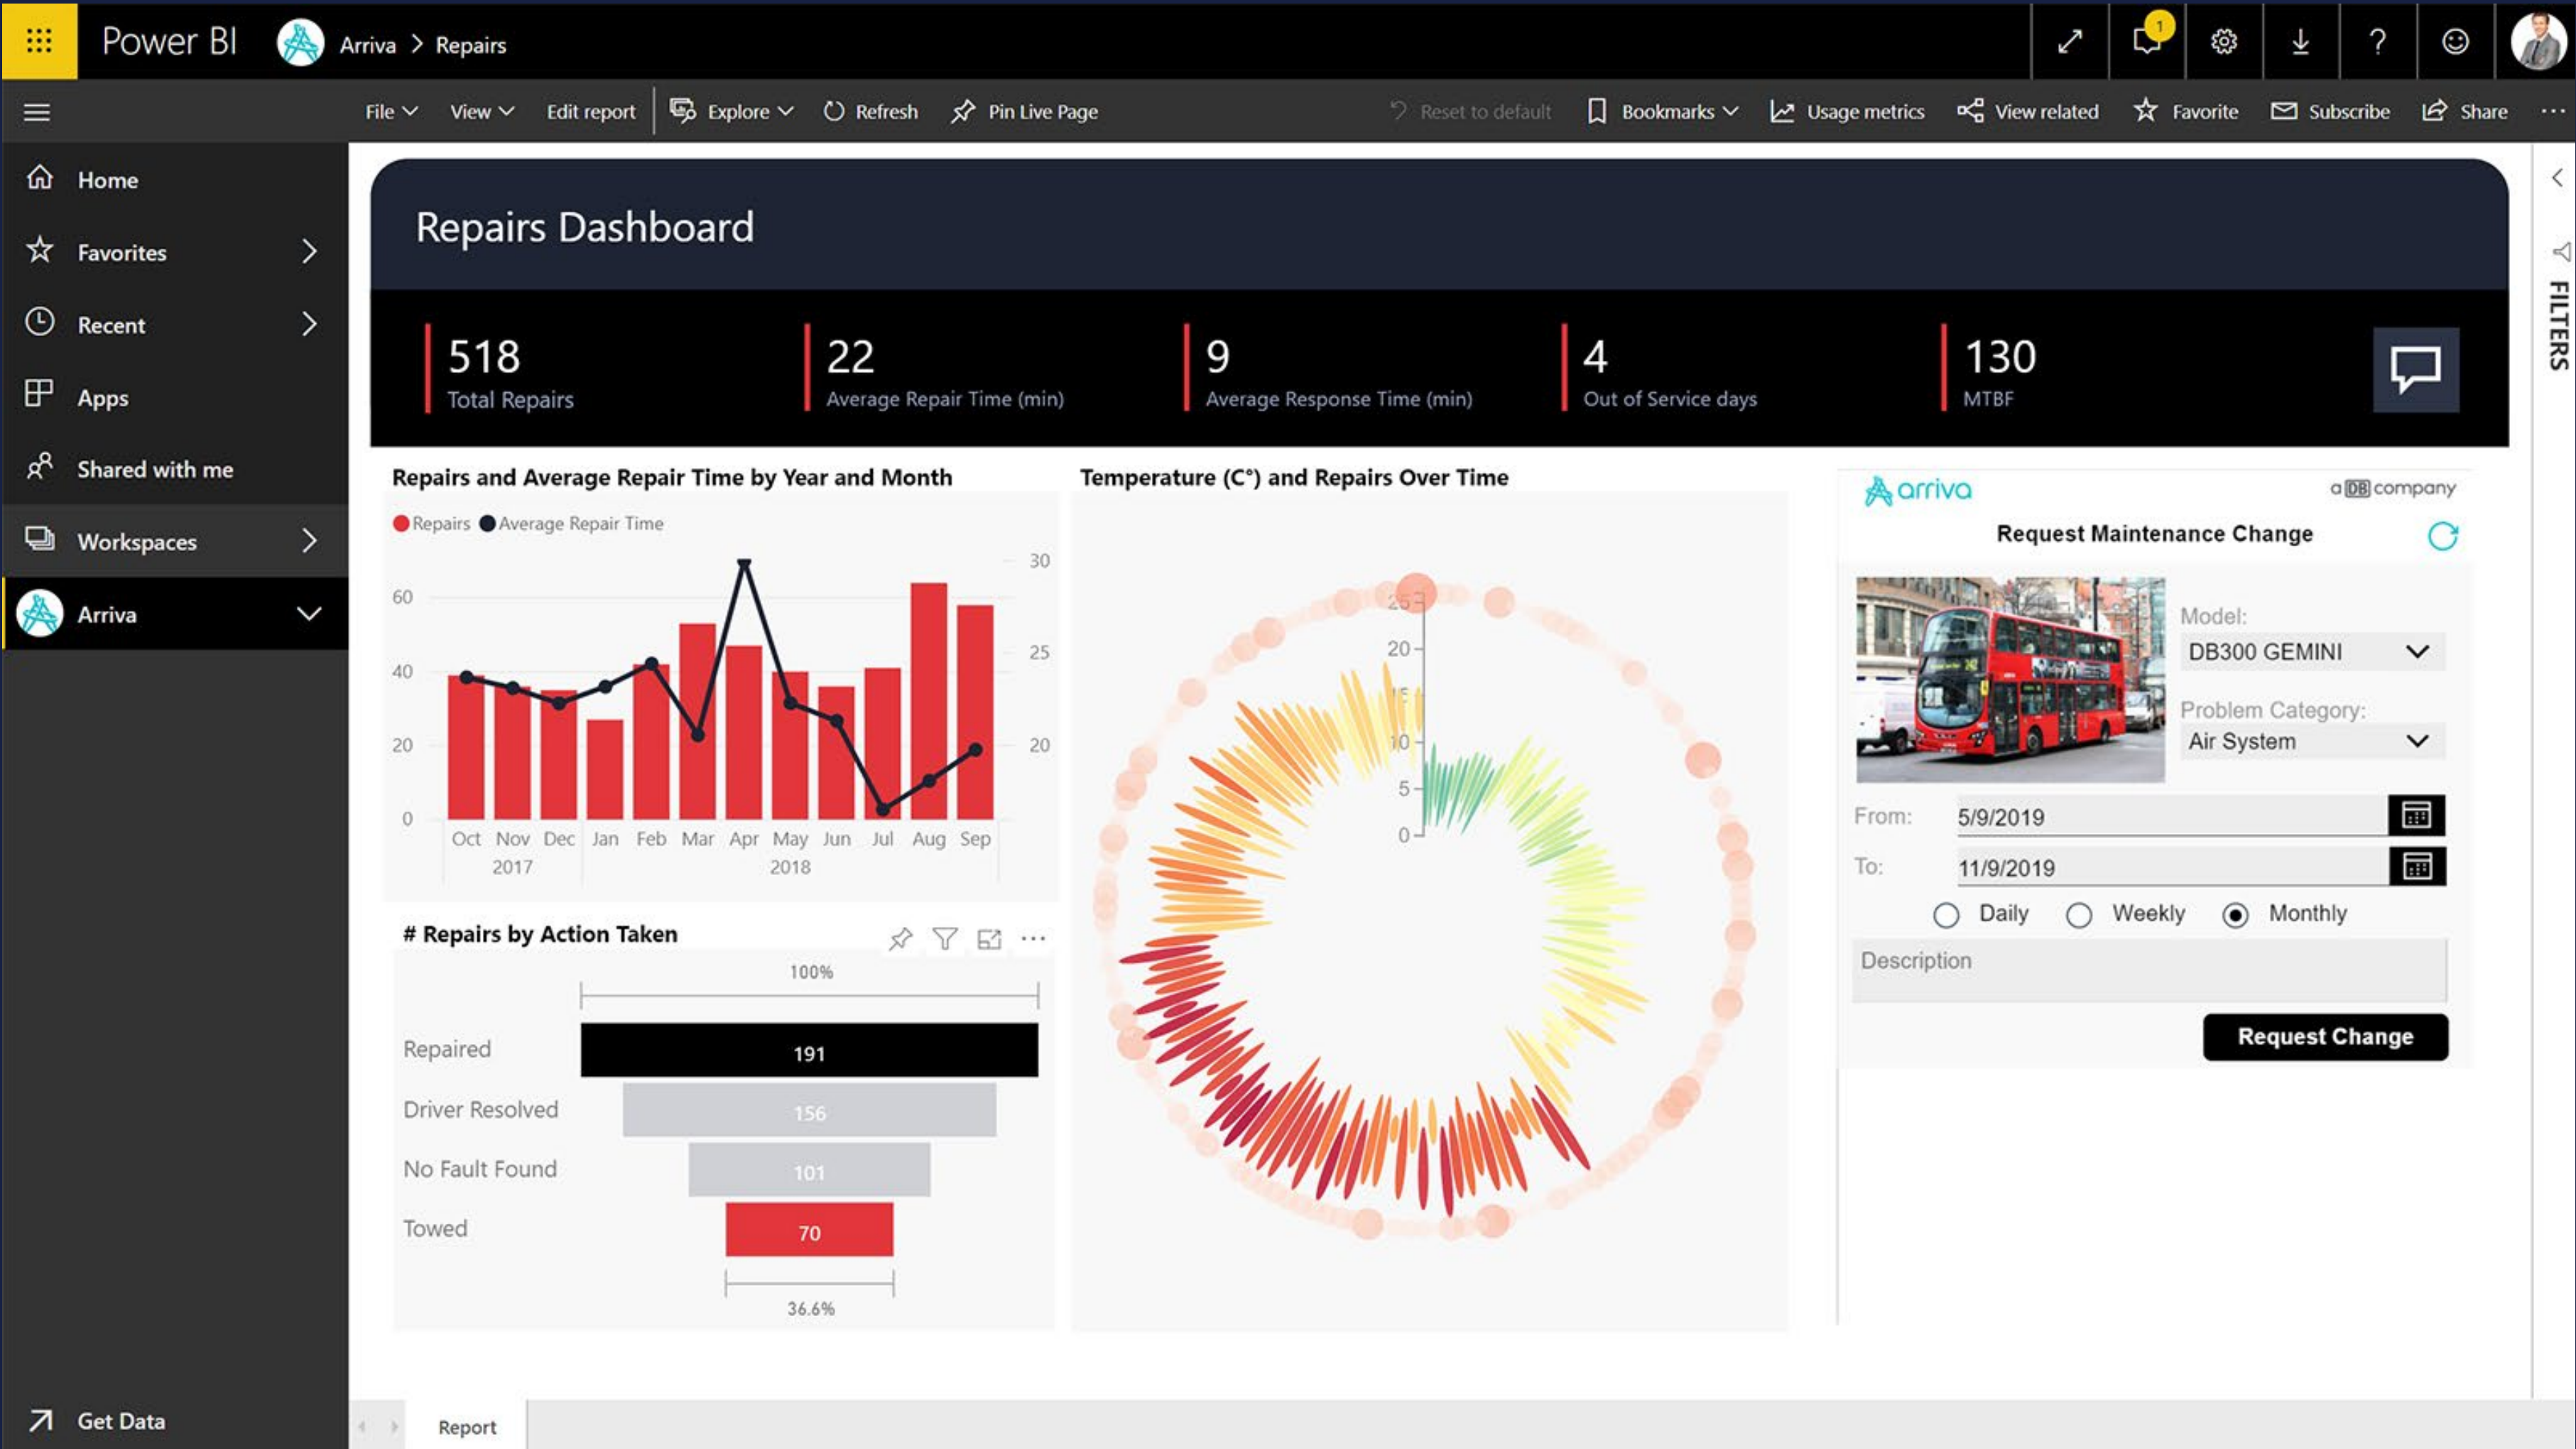 Power BI
Arriva > Repairs
1
File
View
Edit report
Explore
Refresh
Pin Live Page
Reset to default
Bookmarks
Usage metrics
View related
Favorite
Subscribe
Share
Home
Favorites
Recent
Apps
Shared with me
Workspaces
Arriva
Get Data
Repairs Dashboard
518
Total Repairs
22
Average Repair Time (min)
9
Average Response Time (min)
4
Out of Service days
130
MTBF
FILTERS
Repairs and Average Repair Time by Year and Month
Repairs Average Repair Time
60
40
20
0
30
25
20
Oct Nov Dec Jan Feb Mar Apr May Jun Jul Aug Sep
2017 2018
# Repairs by Action Taken
100%
Repaired 191
Driver Resolved 156
No Fault Found 101
Towed 70
36.6%
Temperature (C°) and Repairs Over Time
25
20
15
10
5
0
arriva
a DB company
Request Maintenance Change
Model:
DB300 GEMINI
Problem Category:
Air System
From: 5/9/2019
To: 11/9/2019
Daily Weekly Monthly
Description
Request Change
Report